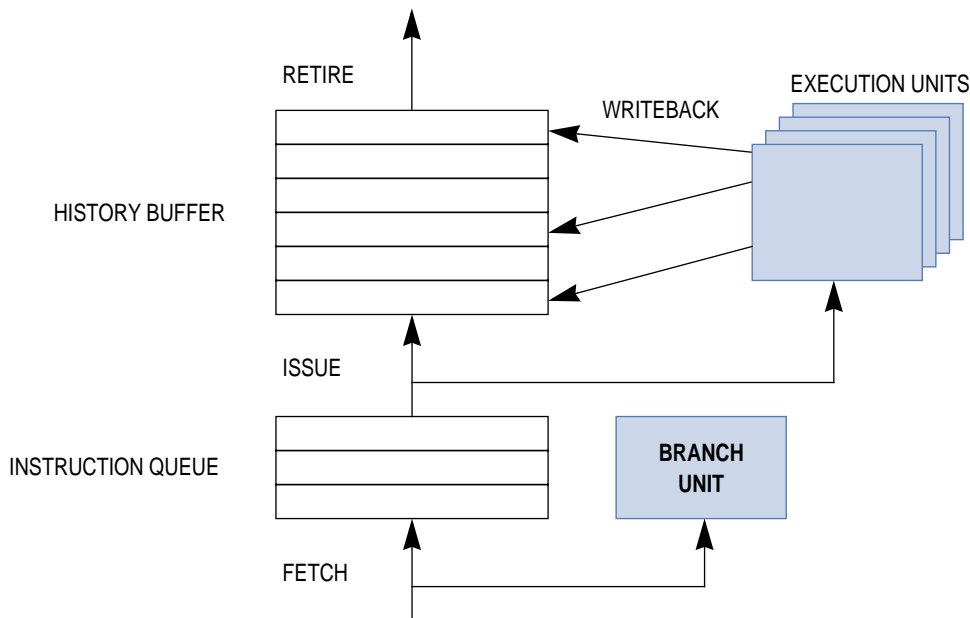 RETIRE
EXECUTION UNITS
WRITEBACK
HISTORY BUFFER
ISSUE
INSTRUCTION QUEUE
BRANCH
UNIT
FETCH